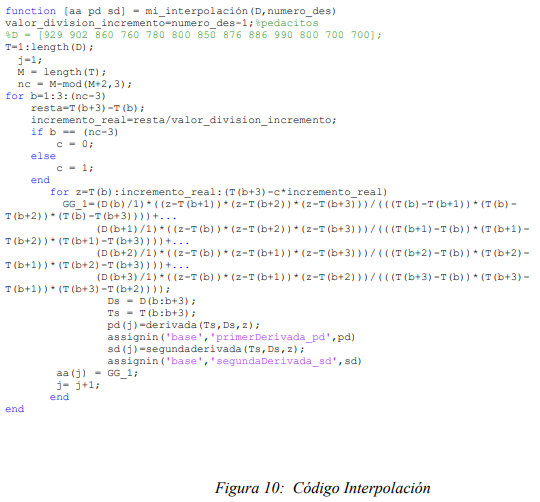 function [aa pd sd] = mi_interpolación(D,numero_des)
valor_division_incremento=numero_des-1;%pedacitos
%D = [929 902 860 760 780 800 850 876 886 990 800 700 700];
T=1:length(D);
j=1;
M = length(T);
nc = M-mod(M+2,3);
for b=1:3:(nc-3)
resta=T(b+3)-T(b);
incremento_real=resta/valor_division_incremento;
if b == (nc-3)
c = 0;
else
c = 1;
end
for z=T(b):incremento_real:(T(b+3)-c*incremento_real)
GG_1=(D(b)/1)*((z-T(b+1))*(z-T(b+2))*(z-T(b+3)))/(((T(b)-T(b+1))*(T(b)-
T(b+2))*(T(b)-T(b+3))))+...
(D(b+1)/1)*((z-T(b))*(z-T(b+2))*(z-T(b+3)))/(((T(b+1)-T(b))*(T(b+1)-
T(b+2))*(T(b+1)-T(b+3))))+...
(D(b+2)/1)*((z-T(b))*(z-T(b+1))*(z-T(b+3)))/(((T(b+2)-T(b))*(T(b+2)-
T(b+1))*(T(b+2)-T(b+3))))+...
(D(b+3)/1)*((z-T(b))*(z-T(b+1))*(z-T(b+2)))/(((T(b+3)-T(b))*(T(b+3)-
T(b+1))*(T(b+3)-T(b+2))));
Ds = D(b:b+3);
Ts = T(b:b+3);
pd(j)=derivada(Ts,Ds,z);
assignin('base','primerDerivada_pd',pd)
sd(j)=segundaderivada(Ts,Ds,z);
assignin('base','segundaDerivada_sd',sd)
aa(j) = GG_1;
j= j+1;
end
end
Figura 10: Código Interpolación